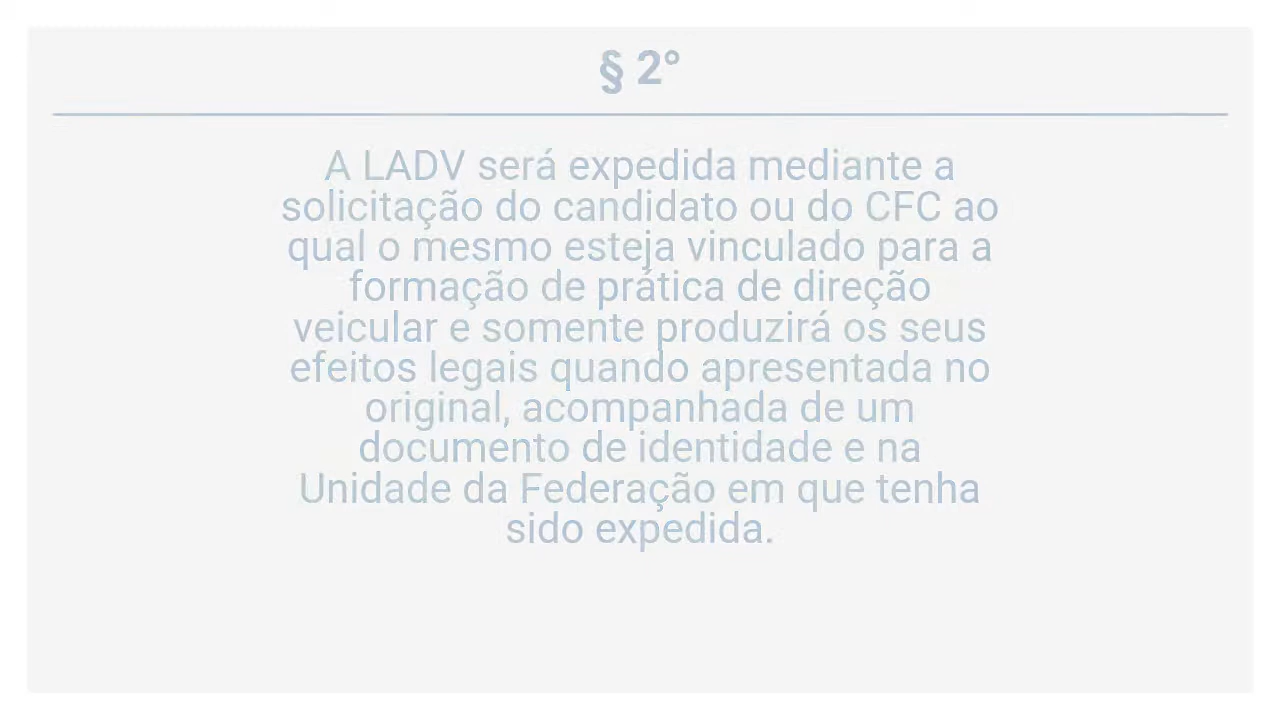 § 2°
A LADV será expedida mediante a
solicitação do candidato ou do CFC ao
qual o mesmo esteja vinculado para a
formação de prática de direção
veicular e somente produzirá os seus
efeitos legais quando apresentada no
original, acompanhada de um
documento de identidade e na
Unidade da Federação em que tenha
sido expedida.